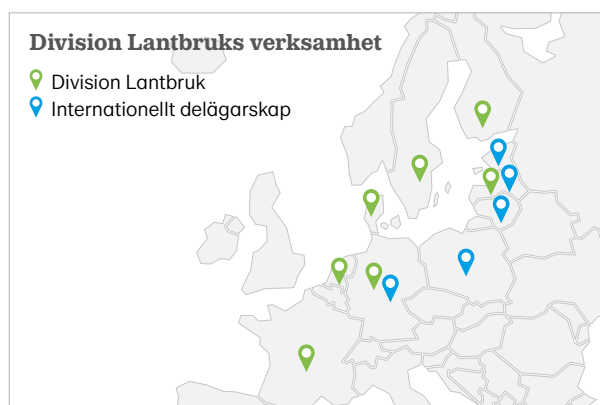 Division Lantbruks verksamhet
Division Lantbruk
Internationellt delägarskap